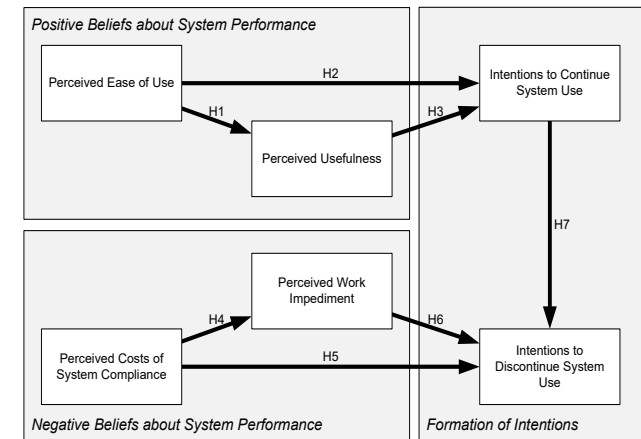 Positive Beliefs about System Performance
Perceived Ease of Use
H2
Intentions to Continue
System Use
H1
H3
Perceived Usefulness
H7
Perceived Work
Impediment
H4
H6
Perceived Costs of
System Compliance
H5
Intentions to
Discontinue System
Use
Negative Beliefs about System Performance
Formation of Intentions